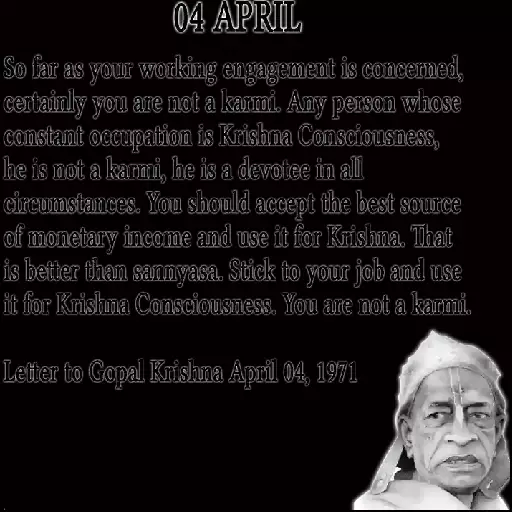 04 APRIL
So far as your working engagement is concerned,
certainly you are not a karmi. Any person whose
constant occupation is Krishna Consciousness,
he is not a karmi, he is a devotee in all
circumstances. You should accept the best source
of monetary income and use it for Krishna. That
is better than sannyasa. Stick to your job and use
it for Krishna Consciousness. You are not a karmi.
Letter to Gopal Krishna April 04, 1971